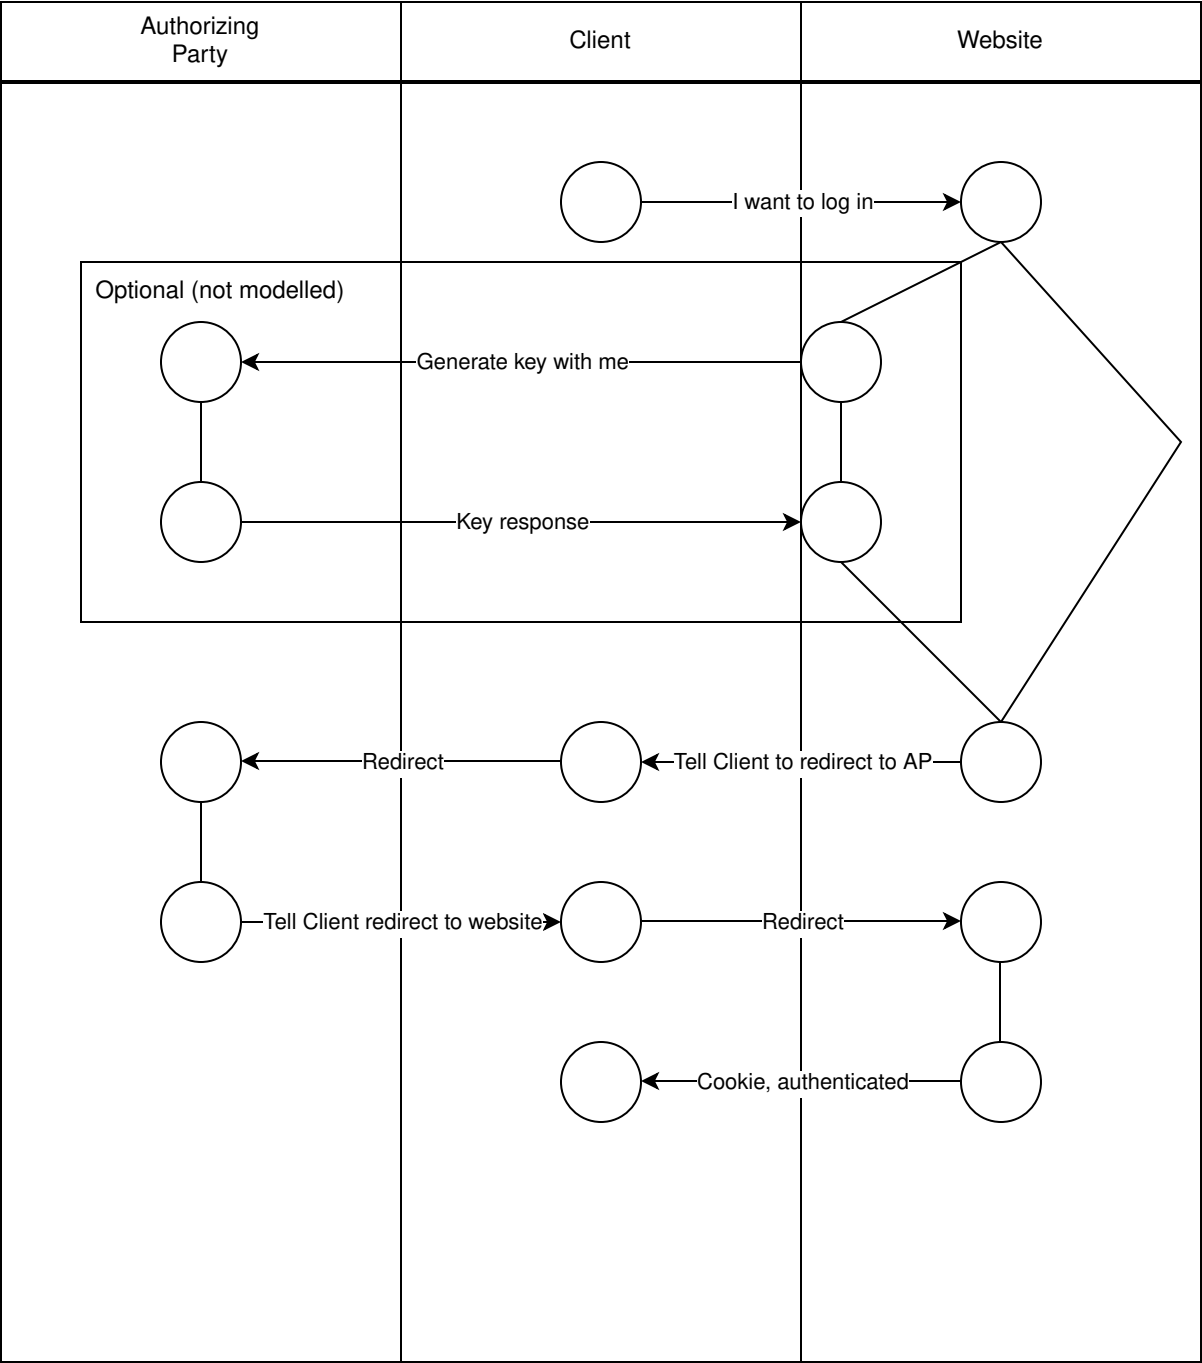 Authorizing
Party
Client
Website
I want to log in
Optional (not modelled)
Generate key with me
Key response
Redirect
Tell Client to redirect to AP
Tell Client redirect to website
Redirect
Cookie, authenticated